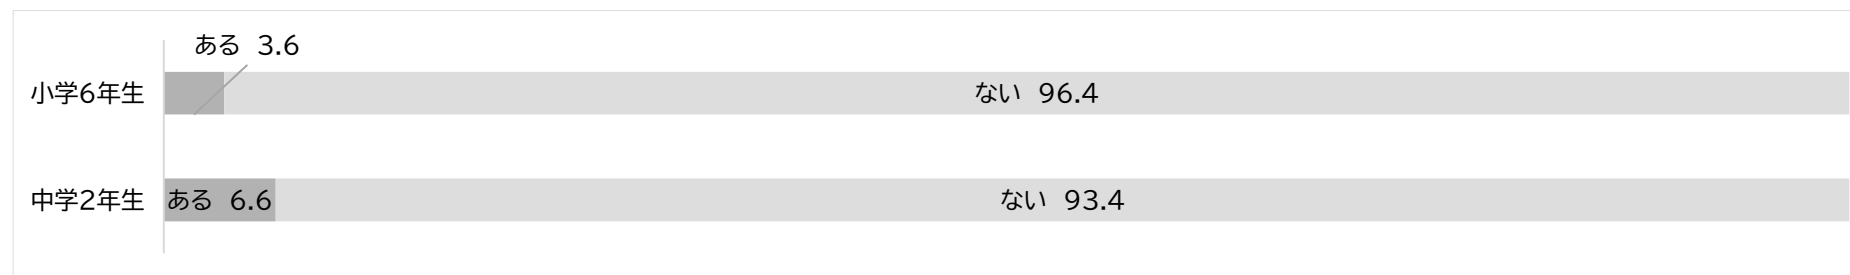 ある 3.6
小学6年生 ない 96.4
中学2年生 ある 6.6 ない 93.4